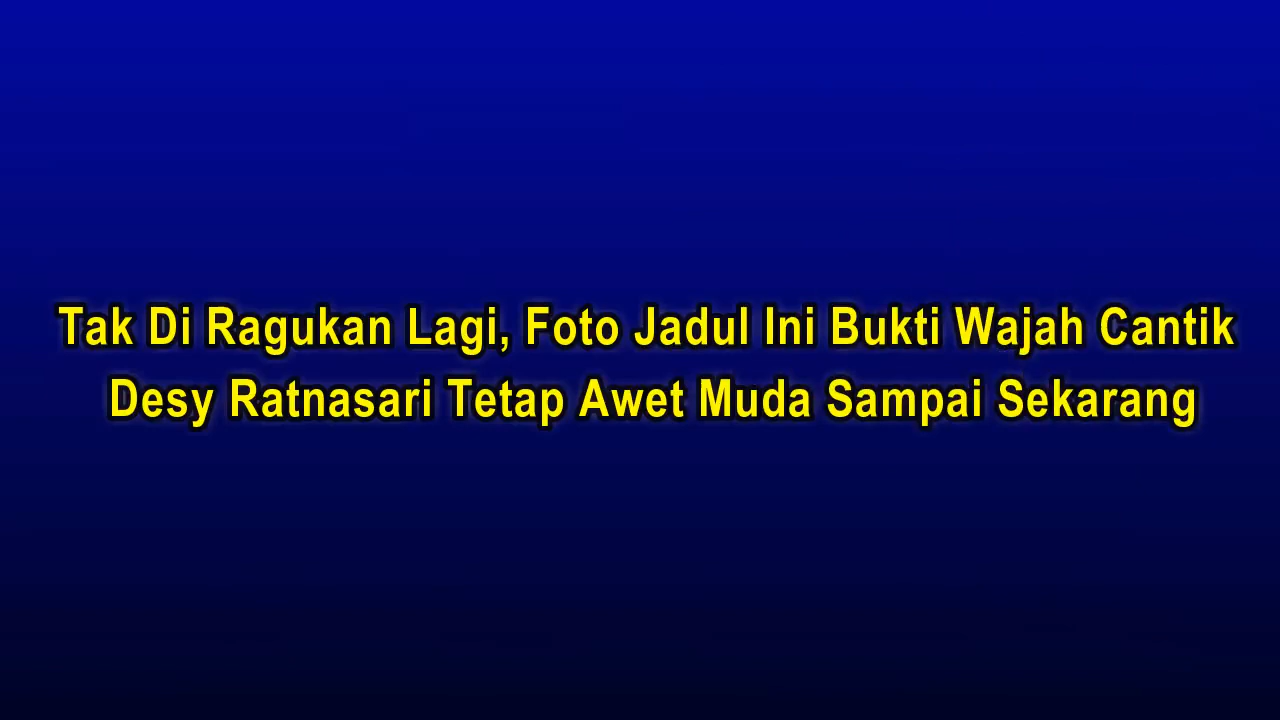 Tak Di Ragukan Lagi, Foto Jadul Ini Bukti Wajah Cantik
Desy Ratnasari Tetap Awet Muda Sampai Sekarang